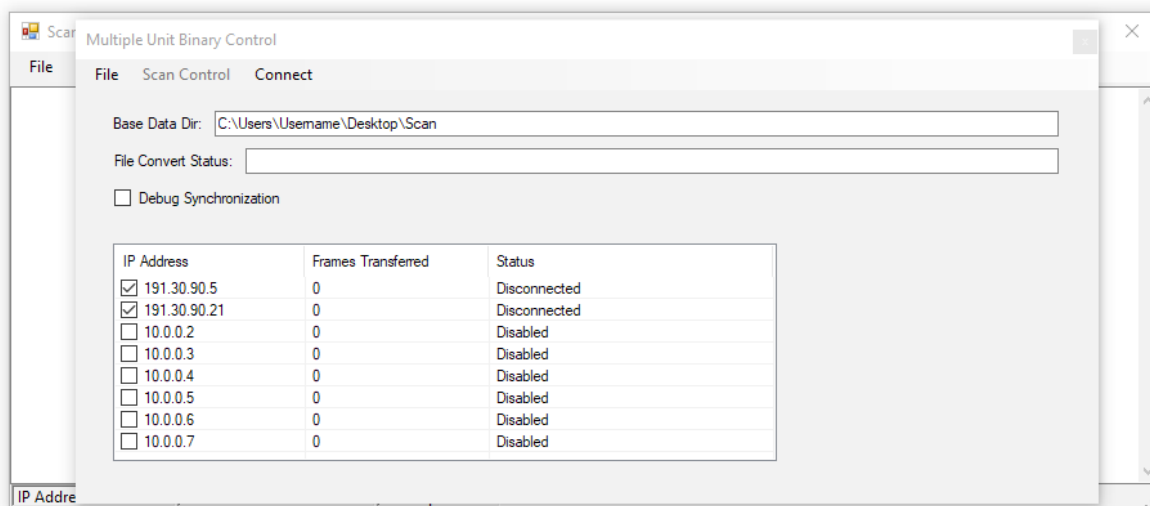 Scan
Multiple Unit Binary Control
File
File Scan Control Connect
Base Data Dir: C:\Users\Username\Desktop\Scan
File Convert Status:
Debug Synchronization
IP Address Frames Transferred Status
191.30.90.5 0 Disconnected
191.30.90.21 0 Disconnected
10.0.0.2 0 Disabled
10.0.0.3 0 Disabled
10.0.0.4 0 Disabled
10.0.0.5 0 Disabled
10.0.0.6 0 Disabled
10.0.0.7 0 Disabled
IP Addre